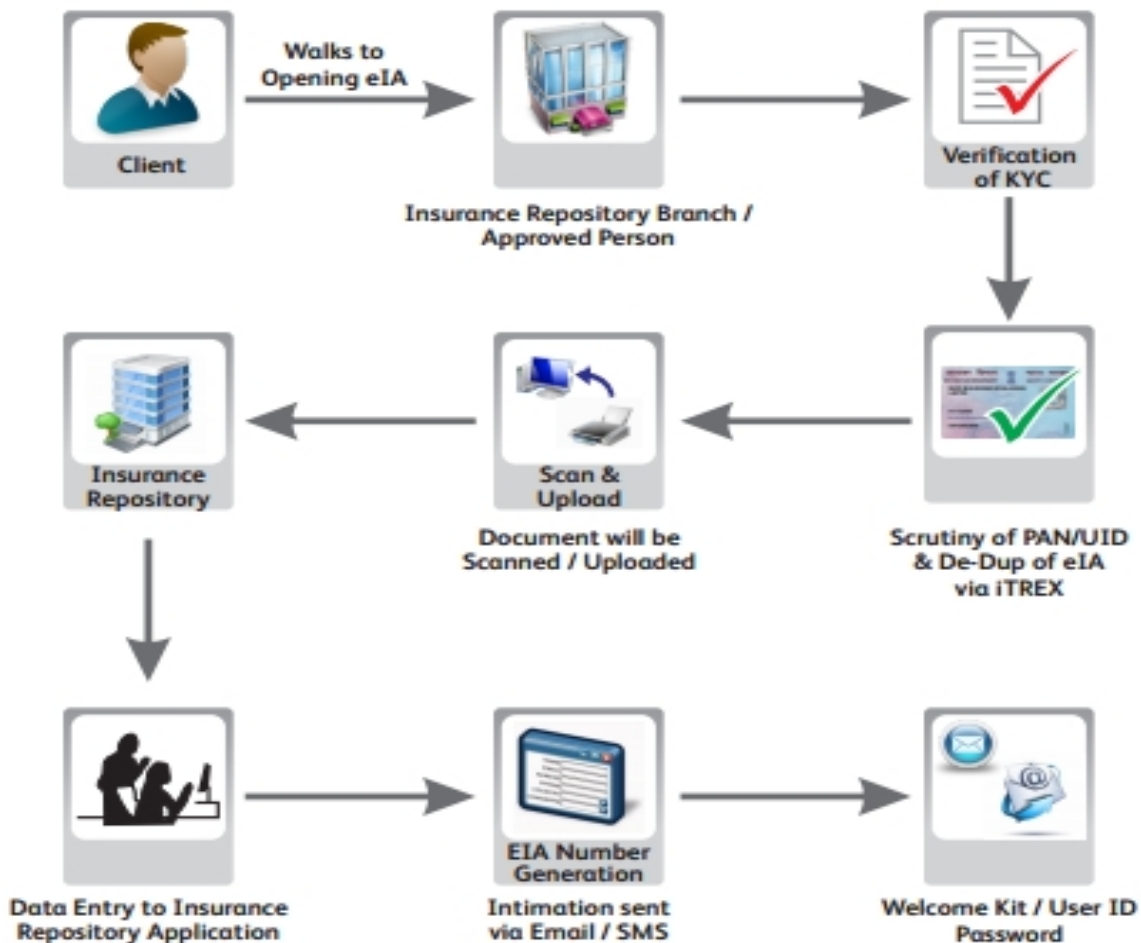 Walks to
Opening eIA
Client
Insurance Repository Branch /
Approved Person
Verification
of KYC
Scrutiny of PAN/UID
& De-Dup of eIA
via iTREX
Scan &
Upload
Document will be
Scanned / Uploaded
Insurance
Repository
Data Entry to Insurance
Repository Application
EIA Number
Generation
Intimation sent
via Email / SMS
@
Welcome Kit / User ID
Password